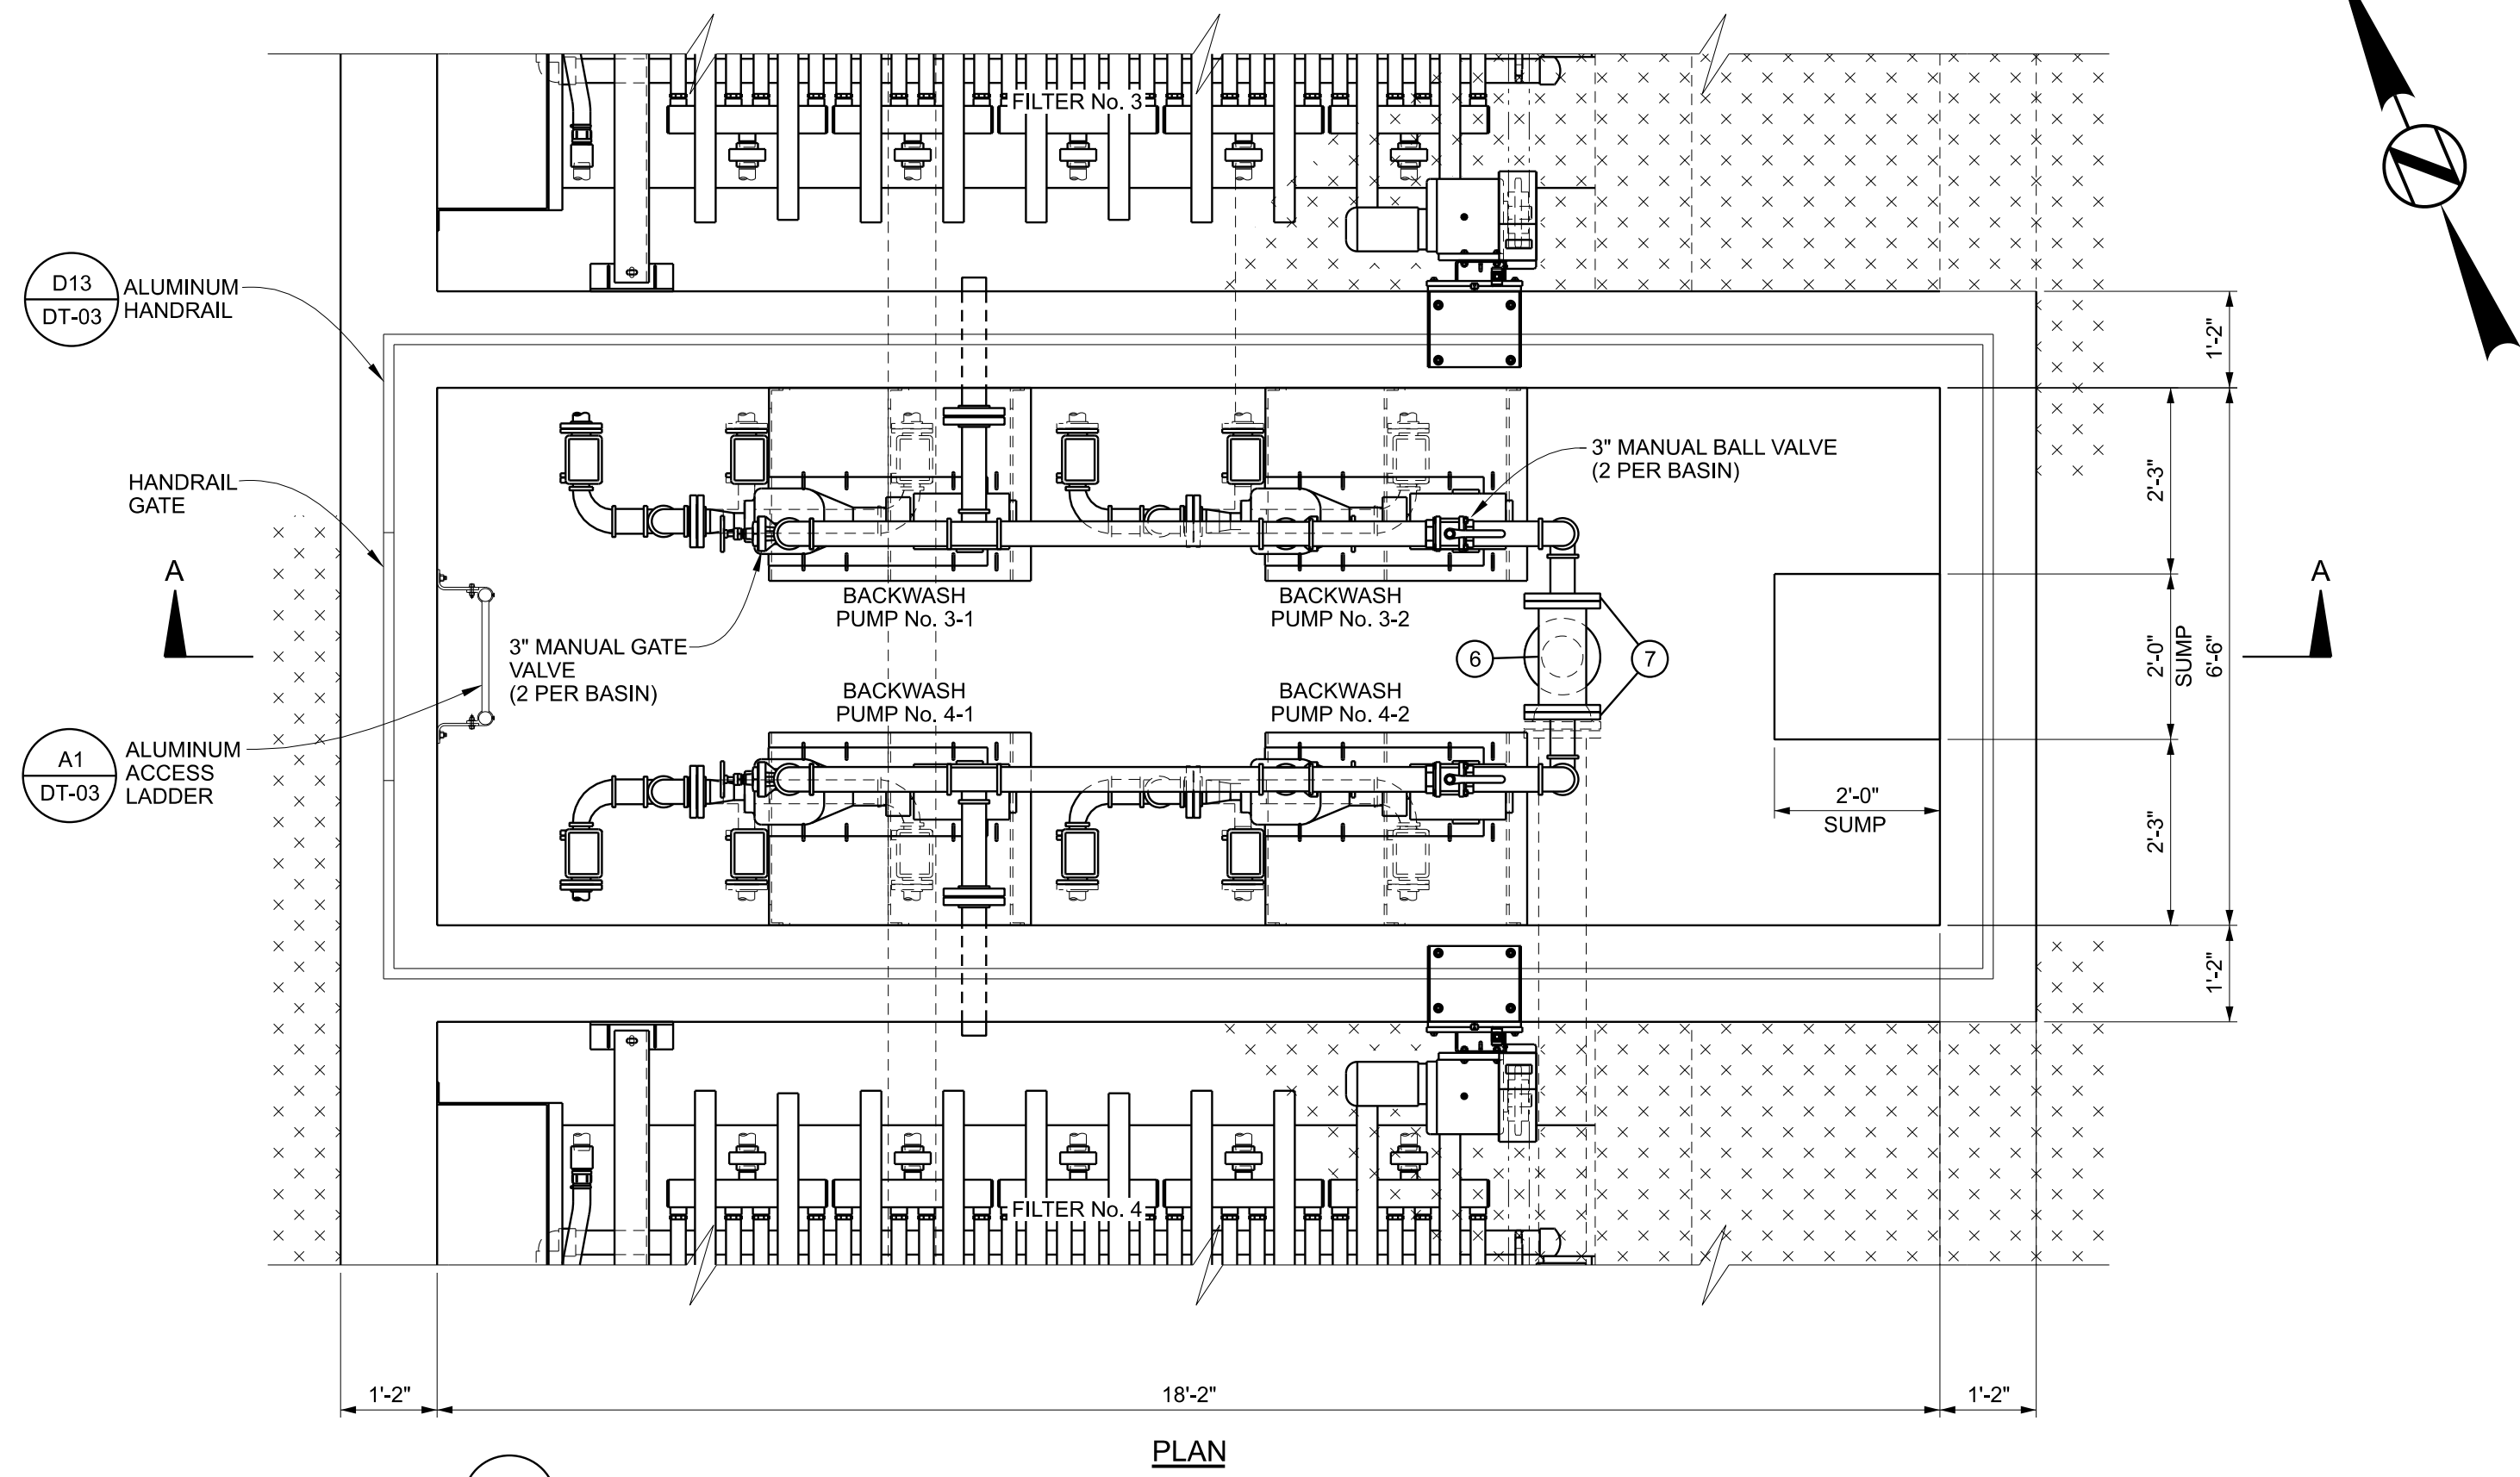 FILTER No. 3
N
D13
DT-03
ALUMINUM
HANDRAIL
1'-2"
HANDRAIL
GATE
3" MANUAL BALL VALVE
(2 PER BASIN)
2'-3"
A
A
BACKWASH
PUMP No. 3-1
BACKWASH
PUMP No. 3-2
3" MANUAL GATE
VALVE
(2 PER BASIN)
6
7
2'-0"
SUMP
6'-6"
BACKWASH
PUMP No. 4-1
BACKWASH
PUMP No. 4-2
A1
DT-03
ALUMINUM
ACCESS
LADDER
2'-0"
SUMP
2'-3"
1'-2"
FILTER No. 4
1'-2"
18'-2"
1'-2"
PLAN